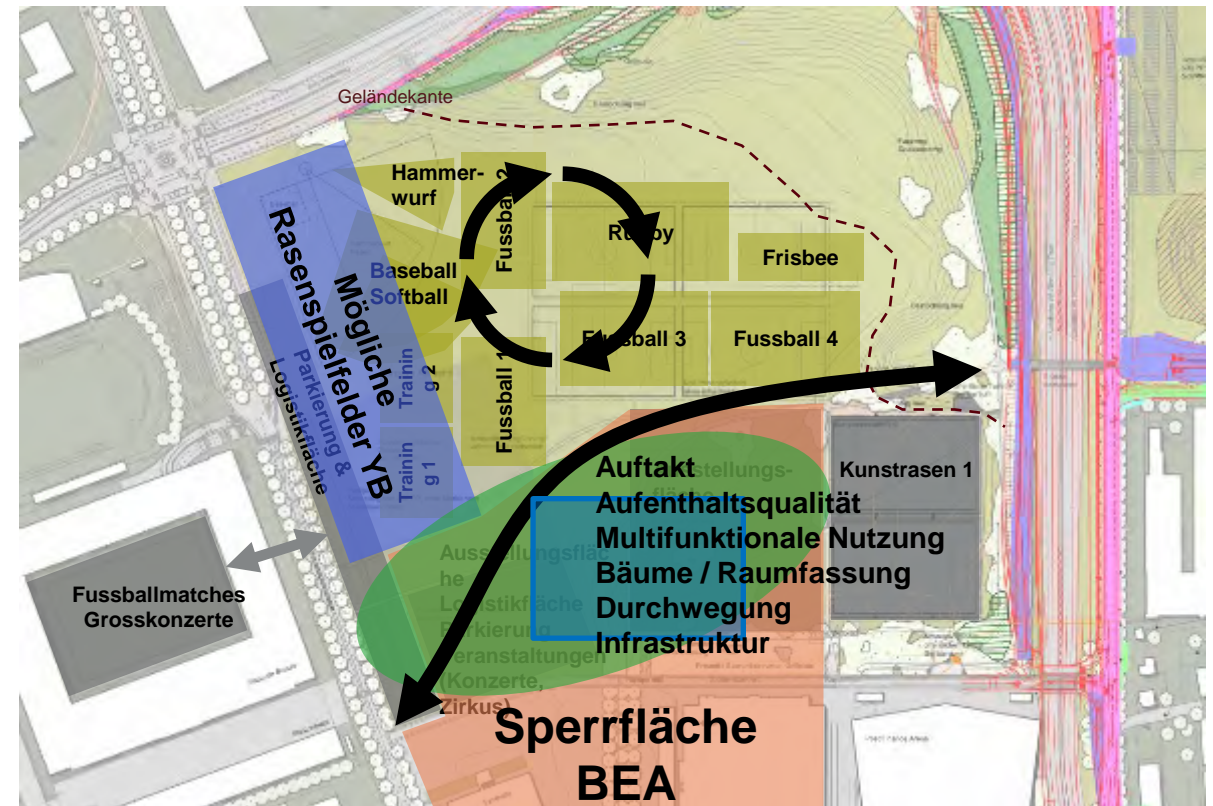 Geländekante
Hammer-
wurf
Fussball 2
Rugby
Frisbee
Baseball
Softball
Mögliche
Rasenspielfelder YB
Parkierung &
Logistikfläche
Trainin
g 2
Fussball 1
Fussball 3
Fussball 4
Trainin
g 1
Kunstrasen 1
Auftakt
Aufenthaltsqualität
Multifunktionale Nutzung
Bäume / Raumfassung
Durchwegung
Infrastruktur
Ausstellungsfläc
he
Logistikfläche
Parkierung
Veranstaltungen
(Konzerte,
Zirkus)
Fussballmatches
Grosskonzerte
Sperrfläche
BEA